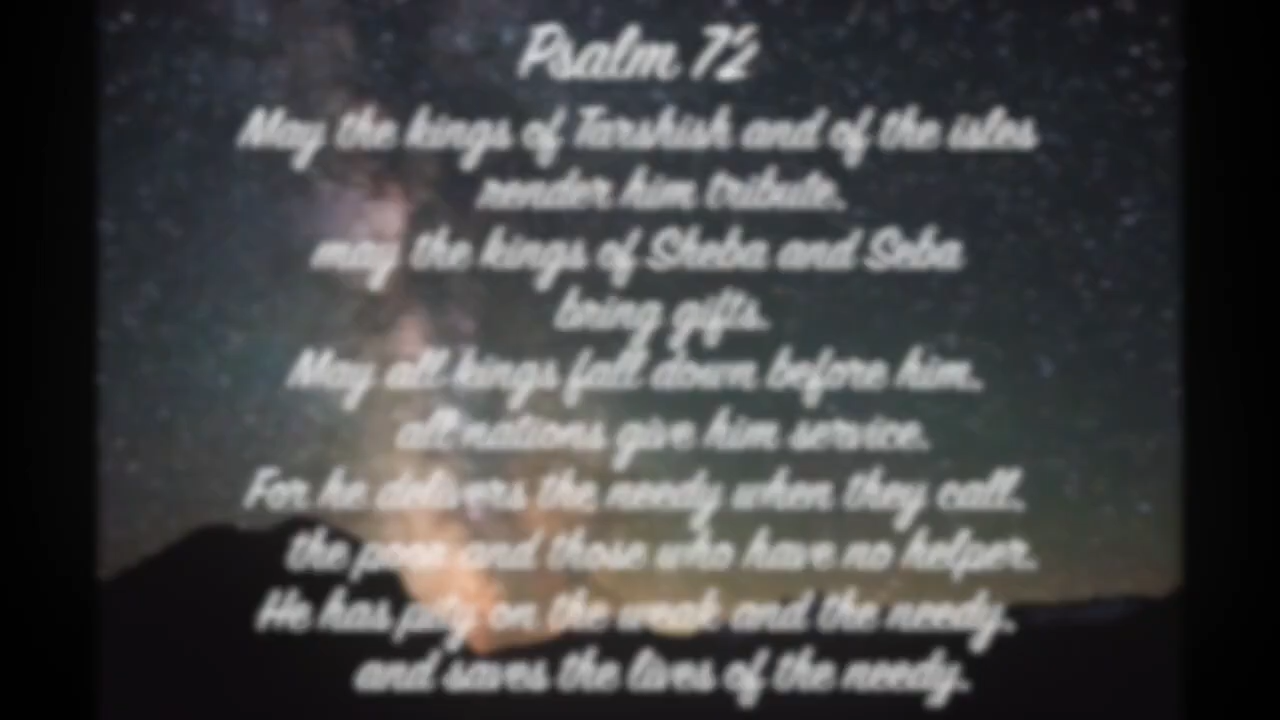 Psalm 72
May the kings of Tarshish and of the isles
render him tribute,
may the kings of Sheba and Seba
bring gifts.
May all kings fall down before him,
all nations give him service.
For he delivers the needy when they call,
the poor and those who have no helper.
He has pity on the weak and the needy,
and saves the lives of the needy.